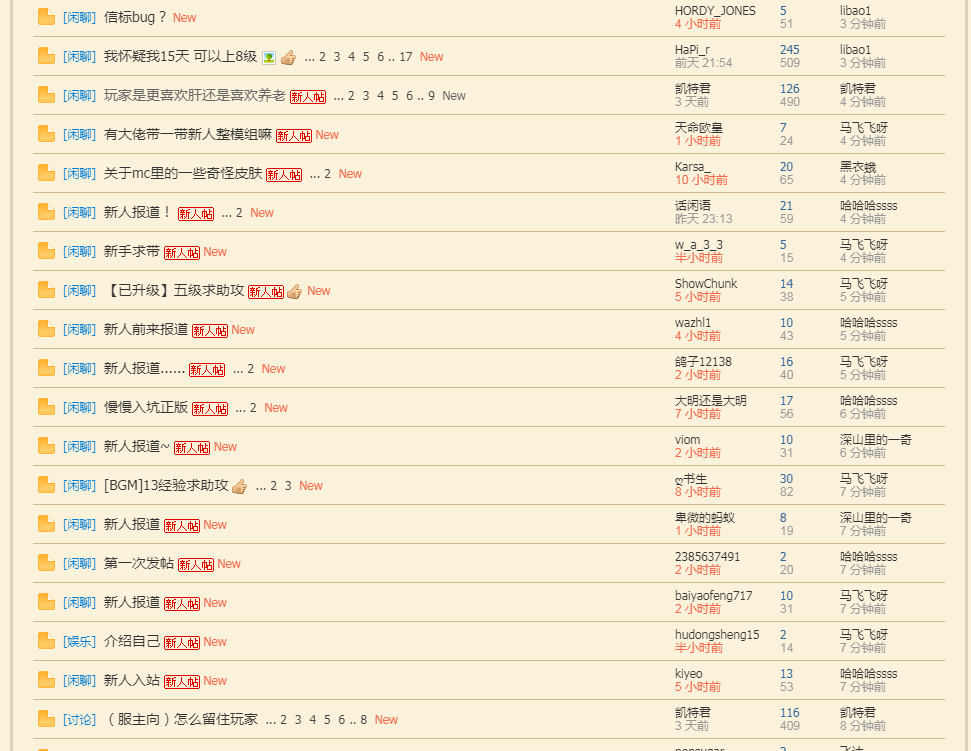 [闲聊] 信标bug？ New HORDY_JONES 5 libao1
4 小时前 51 3 分钟前
[闲聊] 我怀疑我15天 可以上8级 ... 2 3 4 5 6 .. 17 New HaPi_r 245 libao1
前天 21:54 509 3 分钟前
[闲聊] 玩家是更喜欢肝还是喜欢养老 新人帖 ... 2 3 4 5 6 .. 9 New 凯特君 126 凯特君
3 天前 490 4 分钟前
[闲聊] 有大佬带一带新人整模组嘛 新人帖 New 天命欧皇 7 马飞飞呀
1 小时前 24 4 分钟前
[闲聊] 关于mc里的一些奇怪皮肤 新人帖 ... 2 New Karsa_ 20 黑衣蛾
10 小时前 65 4 分钟前
[闲聊] 新人报道！ 新人帖 ... 2 New 话闲语 21 哈哈哈ssss
昨天 23:13 59 4 分钟前
[闲聊] 新手求带 新人帖 New w_a_3_3 5 马飞飞呀
半小时前 15 4 分钟前
[闲聊] 【已升级】五级求助攻 新人帖 New ShowChunk 14 马飞飞呀
5 小时前 38 5 分钟前
[闲聊] 新人前来报道 新人帖 New wazhl1 10 哈哈哈ssss
4 小时前 43 5 分钟前
[闲聊] 新人报道...... 新人帖 ... 2 New 鸽子12138 16 马飞飞呀
2 小时前 40 5 分钟前
[闲聊] 慢慢入坑正版 新人帖 ... 2 New 大明还是大明 17 哈哈哈ssss
7 小时前 56 6 分钟前
[闲聊] 新人报道~ 新人帖 New viom 10 深山里的一奇
2 小时前 31 6 分钟前
[闲聊] [BGM]13经验求助攻 ... 2 3 New ღ书生 30 马飞飞呀
8 小时前 82 7 分钟前
[闲聊] 新人报道 新人帖 New 卑微的蚂蚁 8 深山里的一奇
1 小时前 19 7 分钟前
[闲聊] 第一次发帖 新人帖 New 2385637491 2 哈哈哈ssss
2 小时前 20 7 分钟前
[闲聊] 新人报道 新人帖 New baiyaofeng717 10 马飞飞呀
2 小时前 31 7 分钟前
[娱乐] 介绍自己 新人帖 New hudongsheng15 2 马飞飞呀
半小时前 14 7 分钟前
[闲聊] 新人入站 新人帖 New kiyeo 13 哈哈哈ssss
5 小时前 53 7 分钟前
[讨论] （服主向）怎么留住玩家 ... 2 3 4 5 6 .. 8 New 凯特君 116 凯特君
3 天前 409 8 分钟前